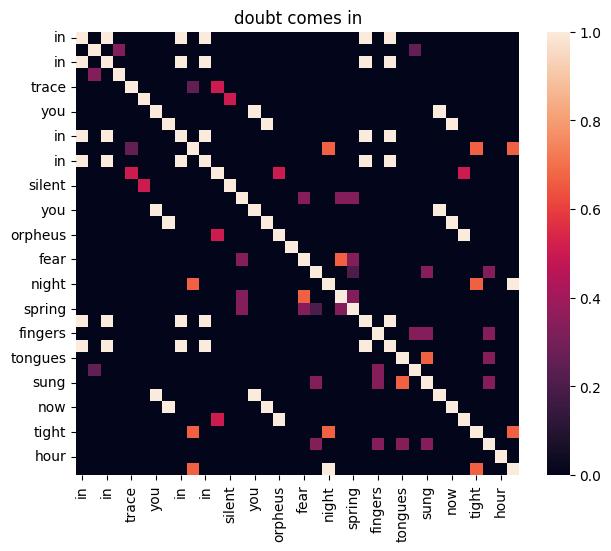 doubt comes in
in
in
trace
you
in
in
silent
you
orpheus
fear
night
spring
fingers
tongues
sung
now
tight
hour
1.0
0.8
0.6
0.4
0.2
0.0
in
in
trace
you
in
in
silent
you
orpheus
fear
night
spring
fingers
tongues
sung
now
tight
hour